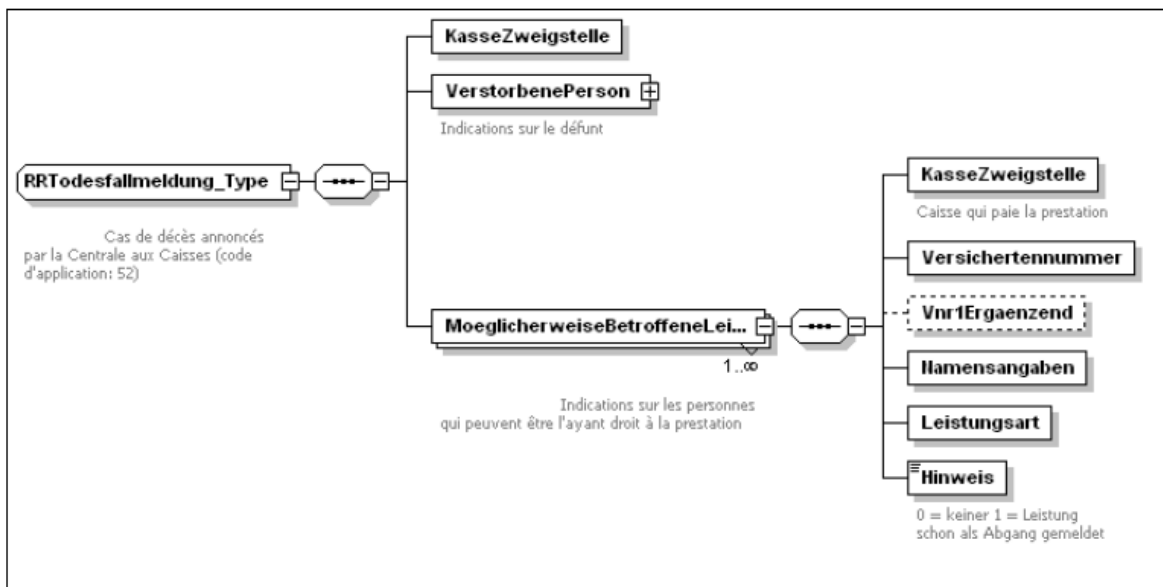 KasseZweigstelle
VerstorbenePerson
Indications sur le défunt
RRTodesfallmeldung_Type
Cas de décès annoncés
par la Centrale aux Caisses (code
d'application: 52)
MoeglicherweiseBetroffeneLei...
1..∞
Indications sur les personnes
qui peuvent être l'ayant droit à la prestation
KasseZweigstelle
Caisse qui paie la prestation
Versichertennummer
Vnr1Ergaenzend
Namensangaben
Leistungsart
Hinweis
0 = keiner 1 = Leistung
schon als Abgang gemeldet